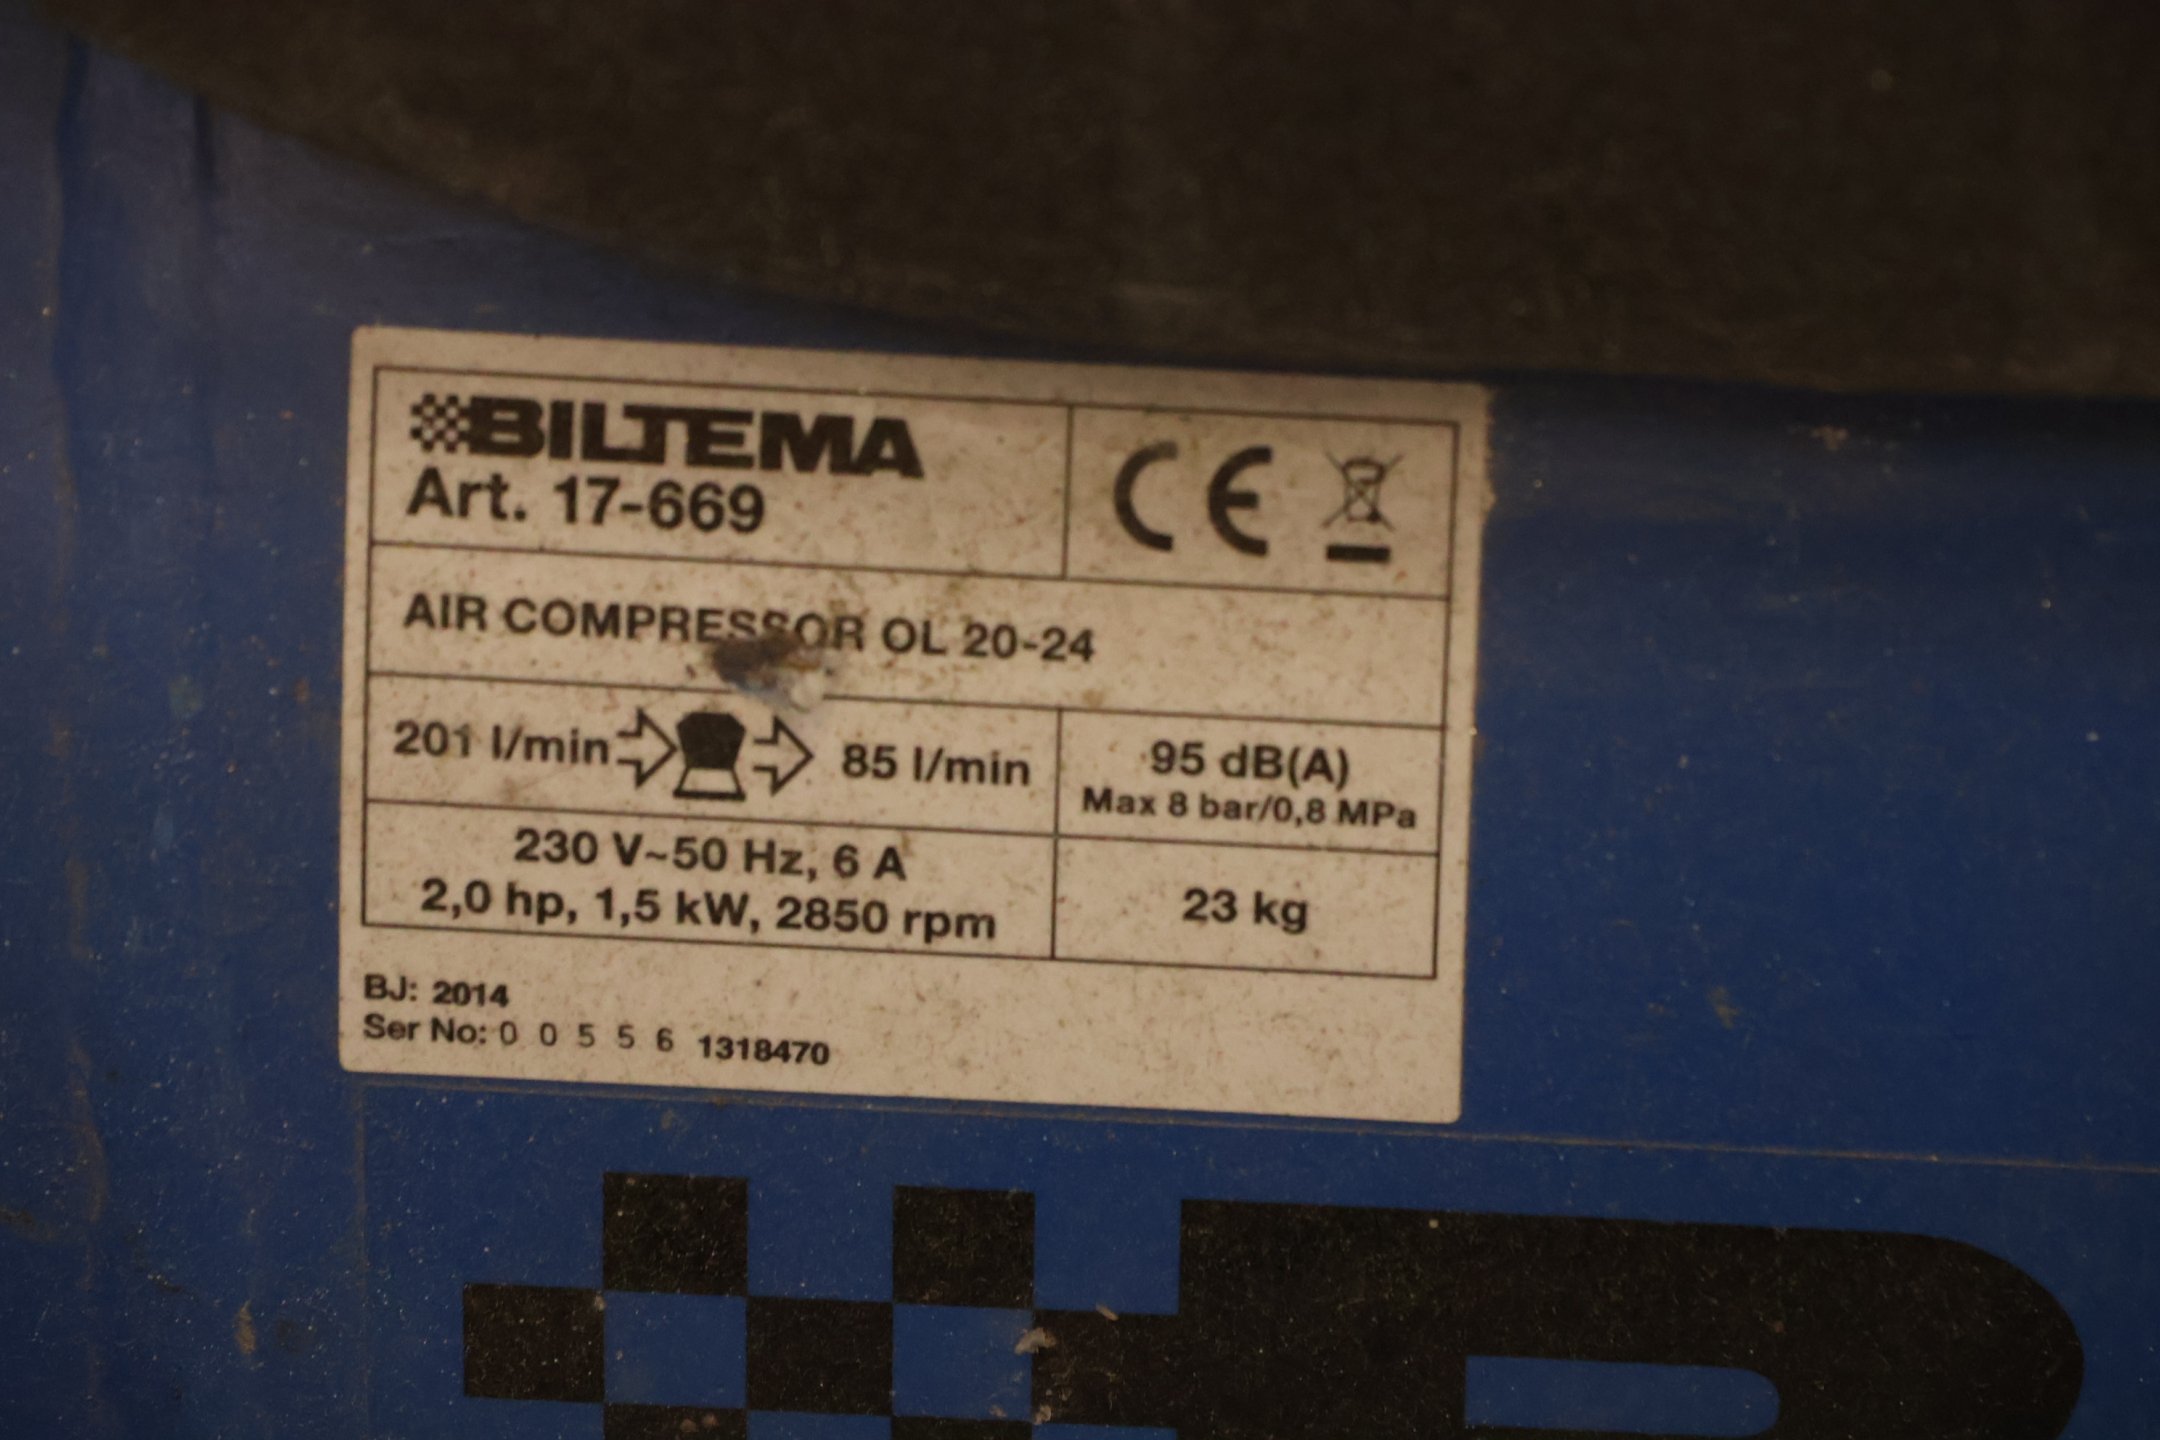 BILTEMA
Art. 17-669
CE
AIR COMPRESSOR OL 20-24
201 l/min 85 l/min
95 dB(A)
Max 8 bar/0,8 MPa
230 V~50 Hz, 6 A
2,0 hp, 1,5 kW, 2850 rpm
23 kg
BJ: 2014
Ser No: 0 0 5 5 6 1318470